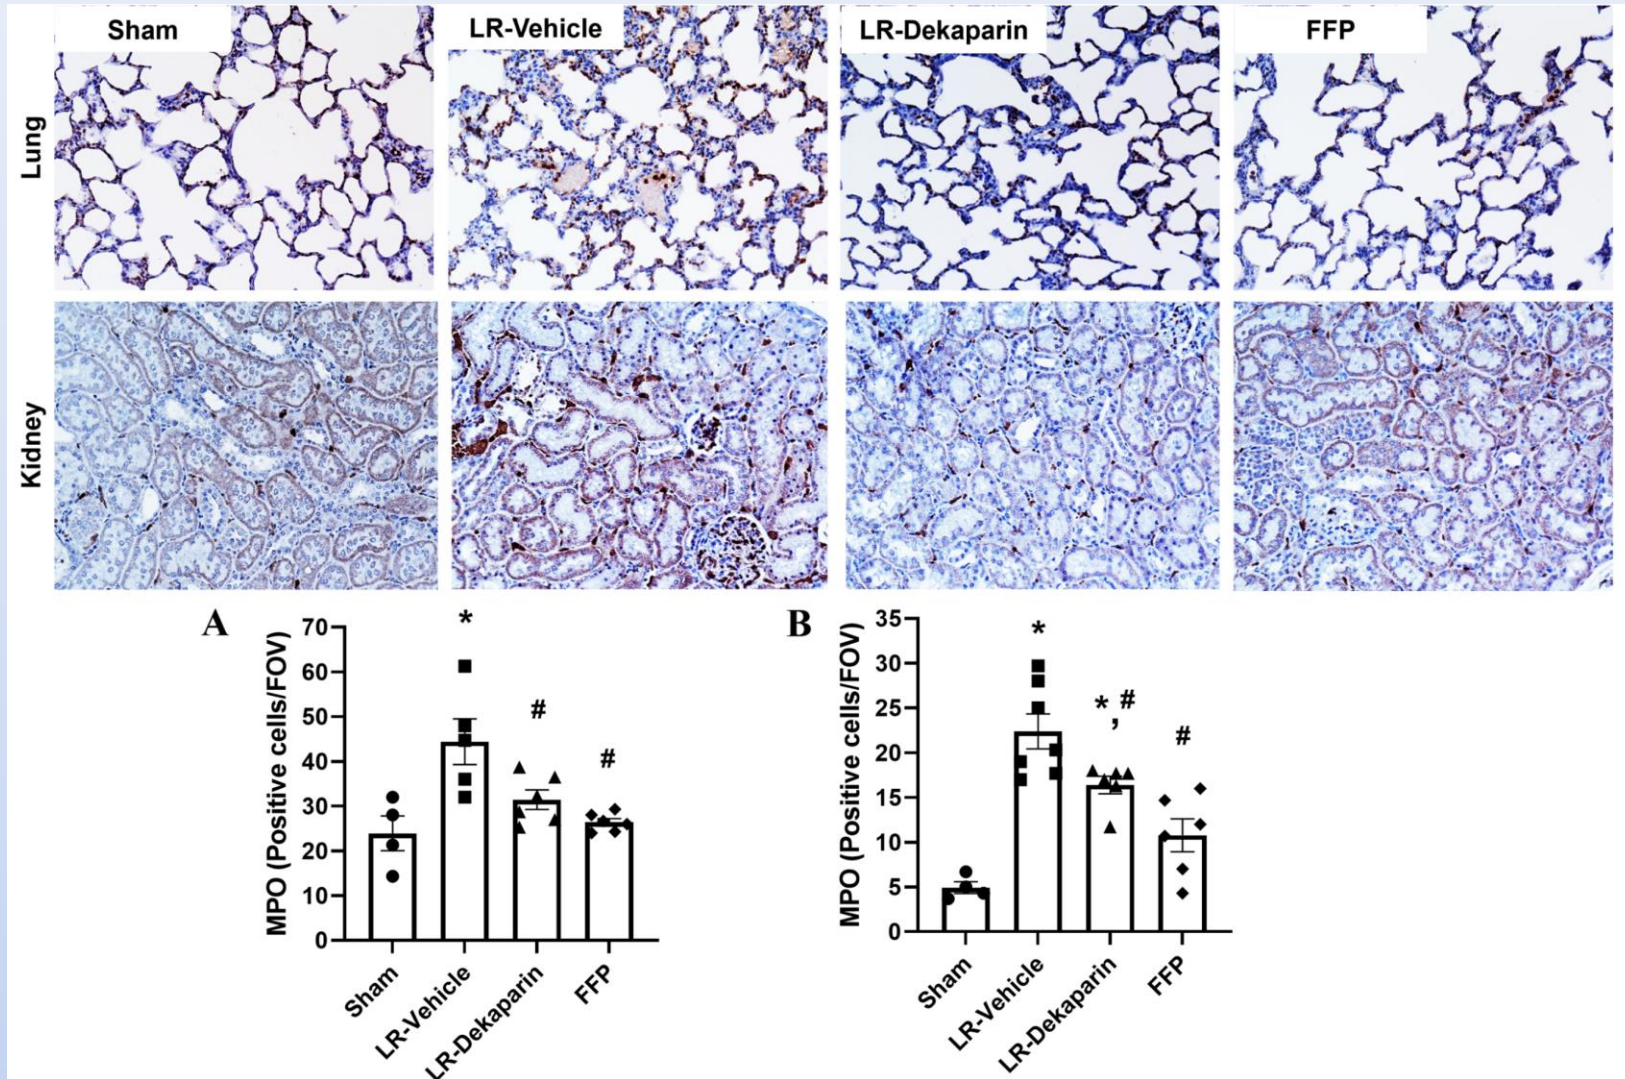 Sham
LR-Vehicle
LR-Dekaparin
FFP
Lung
Kidney
A
MPO (Positive cells/FOV)
70
60
50
40
30
20
10
0
*
#
#
Sham
LR-Vehicle
LR-Dekaparin
FFP
B
MPO (Positive cells/FOV)
35
30
25
20
15
10
5
0
*
*,#
#
Sham
LR-Vehicle
LR-Dekaparin
FFP